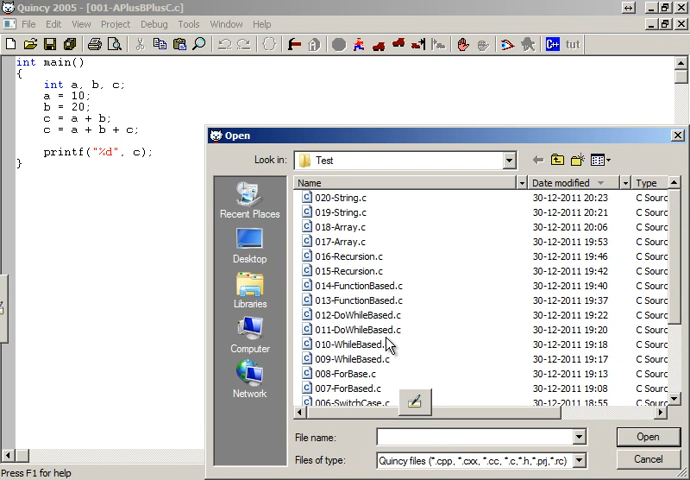 Quincy 2005 - [001-APlusBPlusC.c]
File Edit View Project Debug Tools Window Help
C++ tut
int main()
{
int a, b, c;
a = 10;
b = 20;
c = a + b;
c = a + b + c;
printf("%d", c);
}
Open
Look in: Test
Name Date modified Type
Recent Places
Desktop
Libraries
Computer
Network
020-String.c 30-12-2011 20:23 C Sourc
019-String.c 30-12-2011 20:21 C Sourc
018-Array.c 30-12-2011 20:06 C Sourc
017-Array.c 30-12-2011 19:53 C Sourc
016-Recursion.c 30-12-2011 19:46 C Sourc
015-Recursion.c 30-12-2011 19:42 C Sourc
014-FunctionBased.c 30-12-2011 19:40 C Sourc
013-FunctionBased.c 30-12-2011 19:37 C Sourc
012-DoWhileBased.c 30-12-2011 19:22 C Sourc
011-DoWhileBased.c 30-12-2011 19:20 C Sourc
010-WhileBased.c 30-12-2011 19:18 C Sourc
009-WhileBased.c 30-12-2011 19:17 C Sourc
008-ForBase.c 30-12-2011 19:13 C Sourc
007-ForBased.c 30-12-2011 19:08 C Sourc
006-SwitchCase.c 30-12-2011 18:55 C Sourc
File name: Open
Files of type: Quincy files (*.cpp, *.cxx, *.cc, *.c,*.h,*.prj,*.rc) Cancel
Press F1 for help